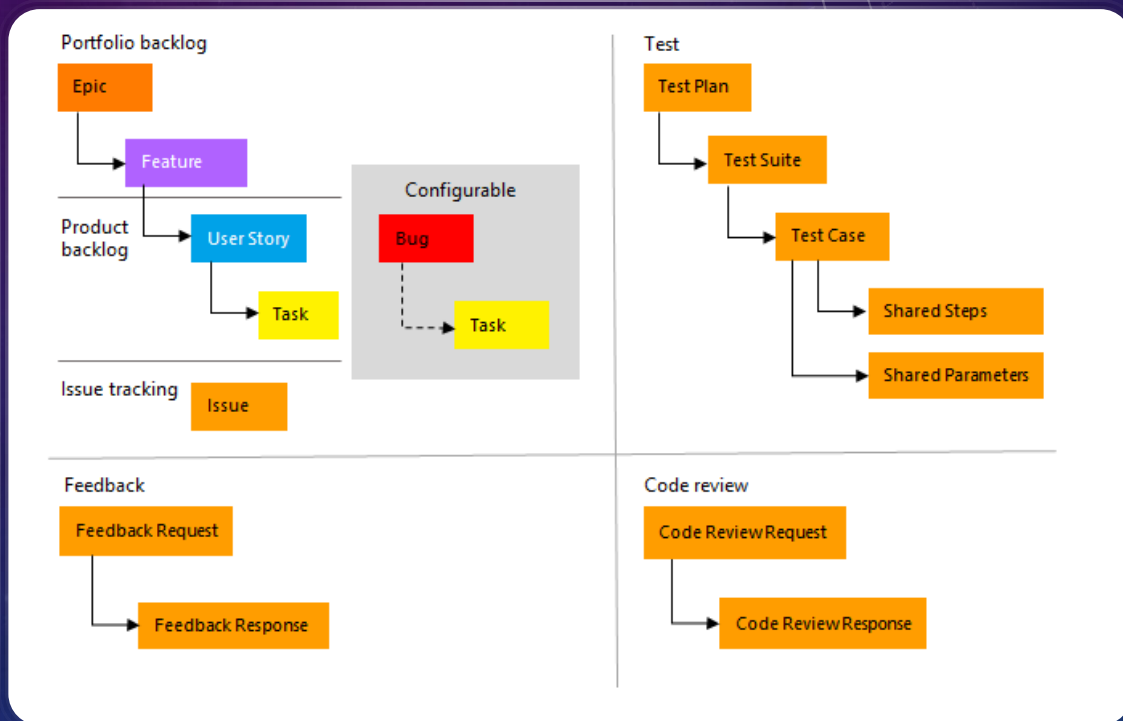 Portfolio backlog
Epic
Feature
Product
backlog
User Story
Task
Configurable
Bug
Task
Issue tracking
Issue
Test
Test Plan
Test Suite
Test Case
Shared Steps
Shared Parameters
Feedback
Feedback Request
Feedback Response
Code review
Code Review Request
Code Review Response